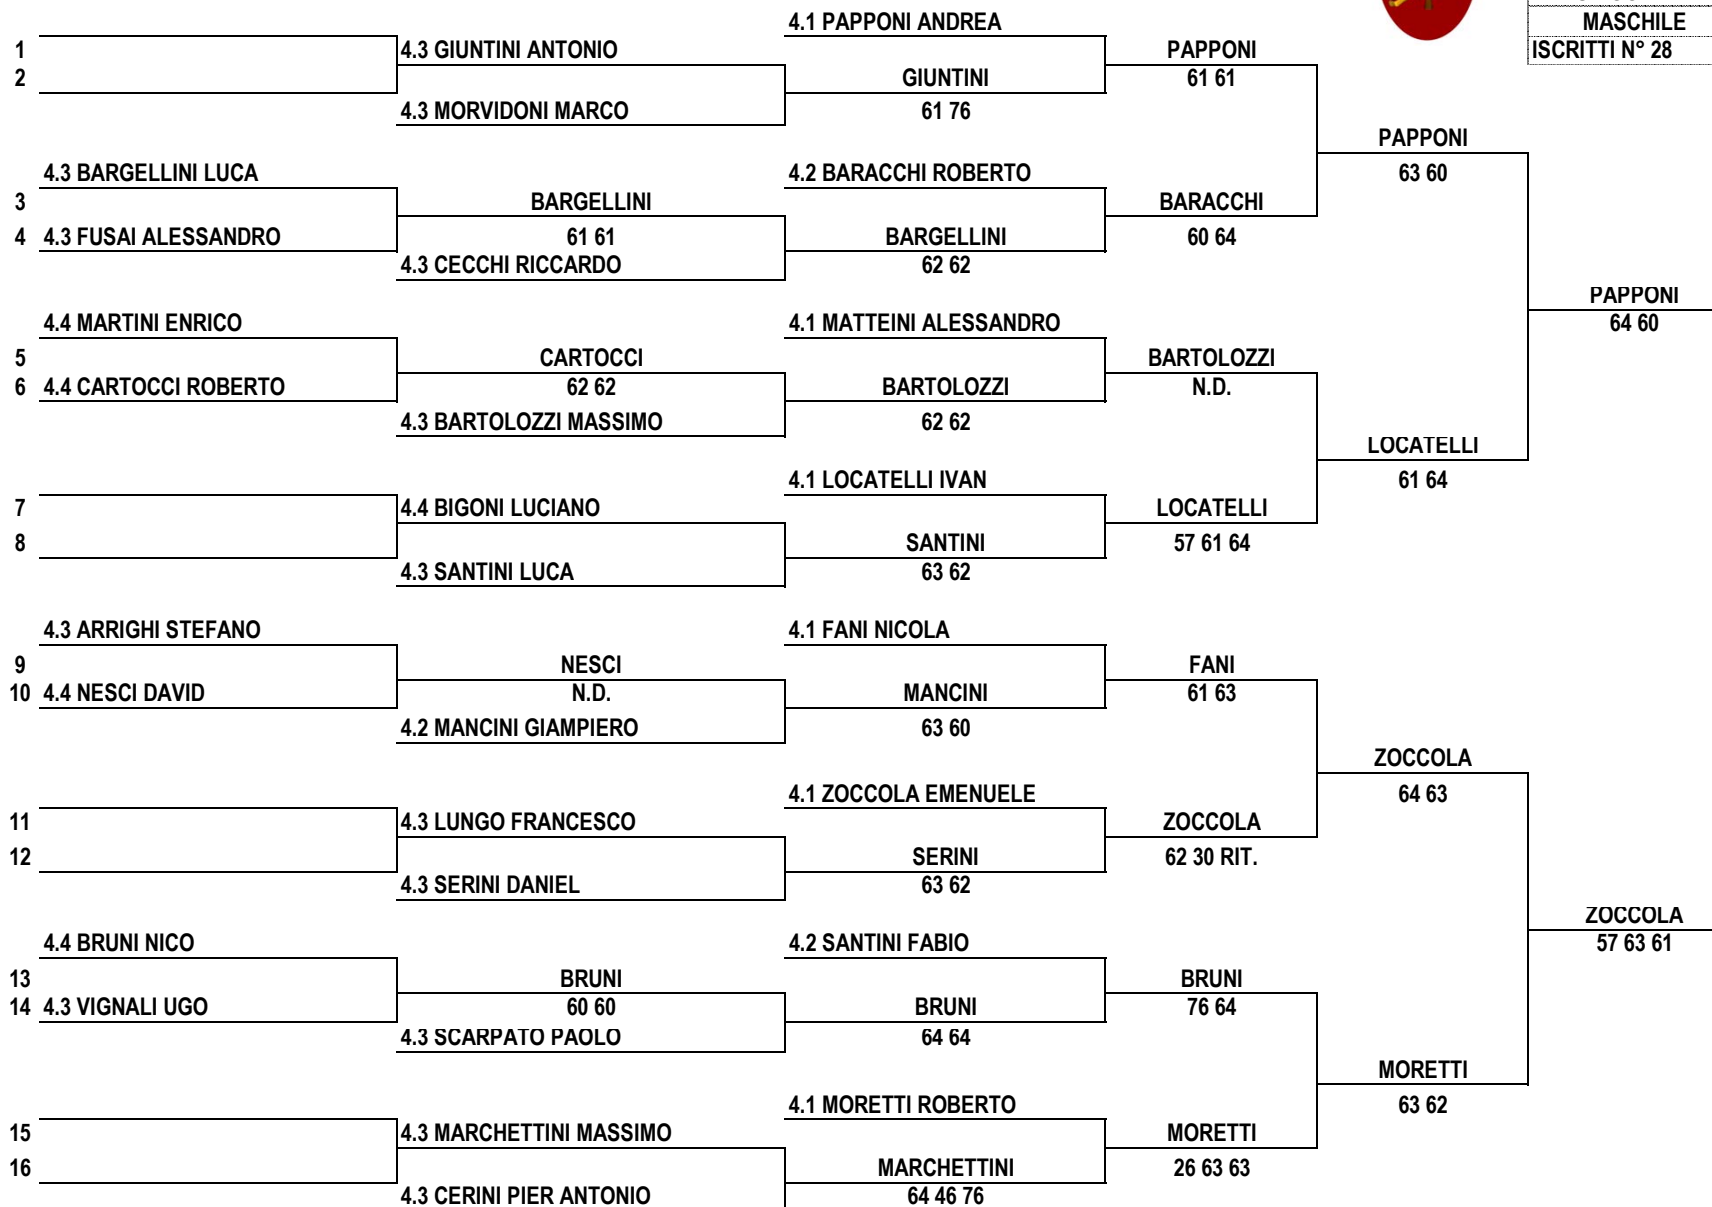 4.1 PAPPONI ANDREA
MASCHILE
1 4.3 GIUNTINI ANTONIO PAPPONI ISCRITTI N° 28
2 GIUNTINI 61 61
4.3 MORVIDONI MARCO 61 76
PAPPONI
4.3 BARGELLINI LUCA 4.2 BARACCHI ROBERTO 63 60
3 BARGELLINI BARACCHI
4 4.3 FUSAI ALESSANDRO 61 61 BARGELLINI 60 64
4.3 CECCHI RICCARDO 62 62
PAPPONI
4.4 MARTINI ENRICO 4.1 MATTEINI ALESSANDRO 64 60
5 CARTOCCI BARTOLOZZI
6 4.4 CARTOCCI ROBERTO 62 62 BARTOLOZZI N.D.
4.3 BARTOLOZZI MASSIMO 62 62
LOCATELLI
4.1 LOCATELLI IVAN 61 64
7 4.4 BIGONI LUCIANO LOCATELLI
8 SANTINI 57 61 64
4.3 SANTINI LUCA 63 62
4.3 ARRIGHI STEFANO 4.1 FANI NICOLA
9 NESCI FANI
10 4.4 NESCI DAVID N.D. MANCINI 61 63
4.2 MANCINI GIAMPIERO 63 60
ZOCCOLA
4.1 ZOCCOLA EMENUELE 64 63
11 4.3 LUNGO FRANCESCO ZOCCOLA
12 SERINI 62 30 RIT.
4.3 SERINI DANIEL 63 62
ZOCCOLA
4.4 BRUNI NICO 4.2 SANTINI FABIO 57 63 61
13 BRUNI BRUNI
14 4.3 VIGNALI UGO 60 60 BRUNI 76 64
4.3 SCARPATO PAOLO 64 64
MORETTI
4.1 MORETTI ROBERTO 63 62
15 4.3 MARCHETTINI MASSIMO MORETTI
16 MARCHETTINI 26 63 63
4.3 CERINI PIER ANTONIO 64 46 76